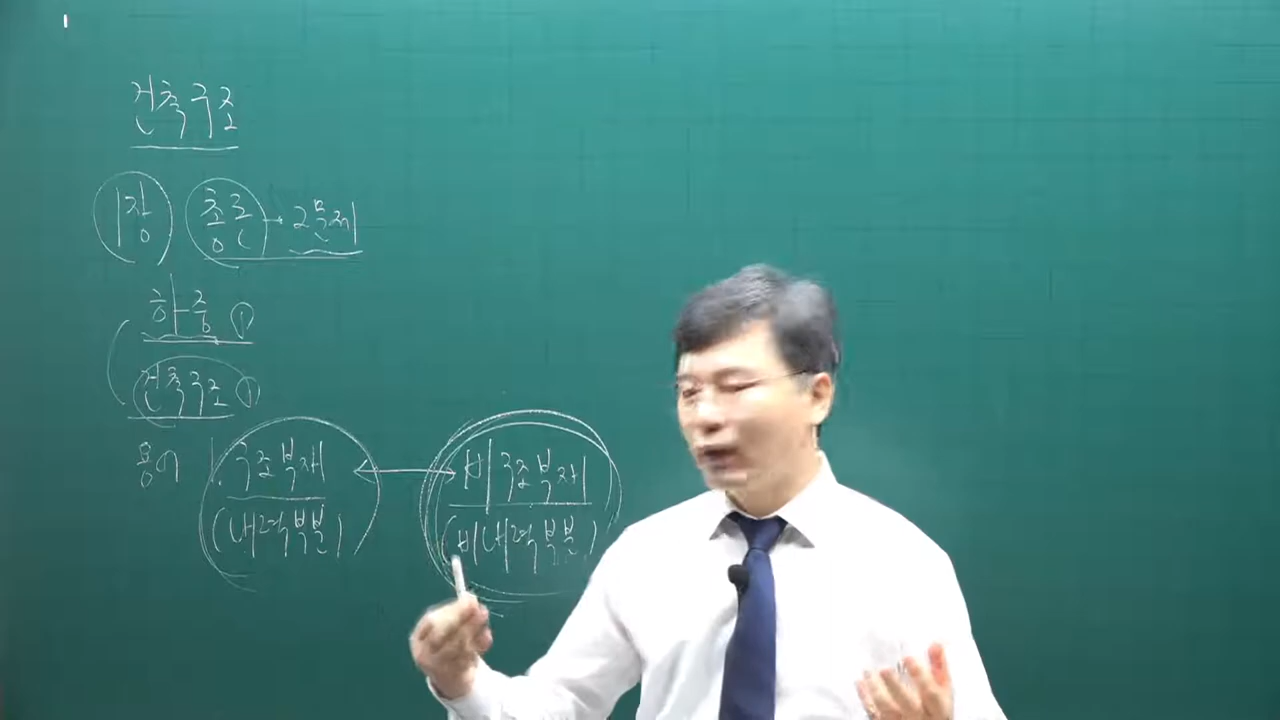 건축구조
1장 총론 → 2문제
하중 ①
건축구조 ①
용어 1. 구조부재 ↔ 비구조부재
(내력부분) (비내력부분)